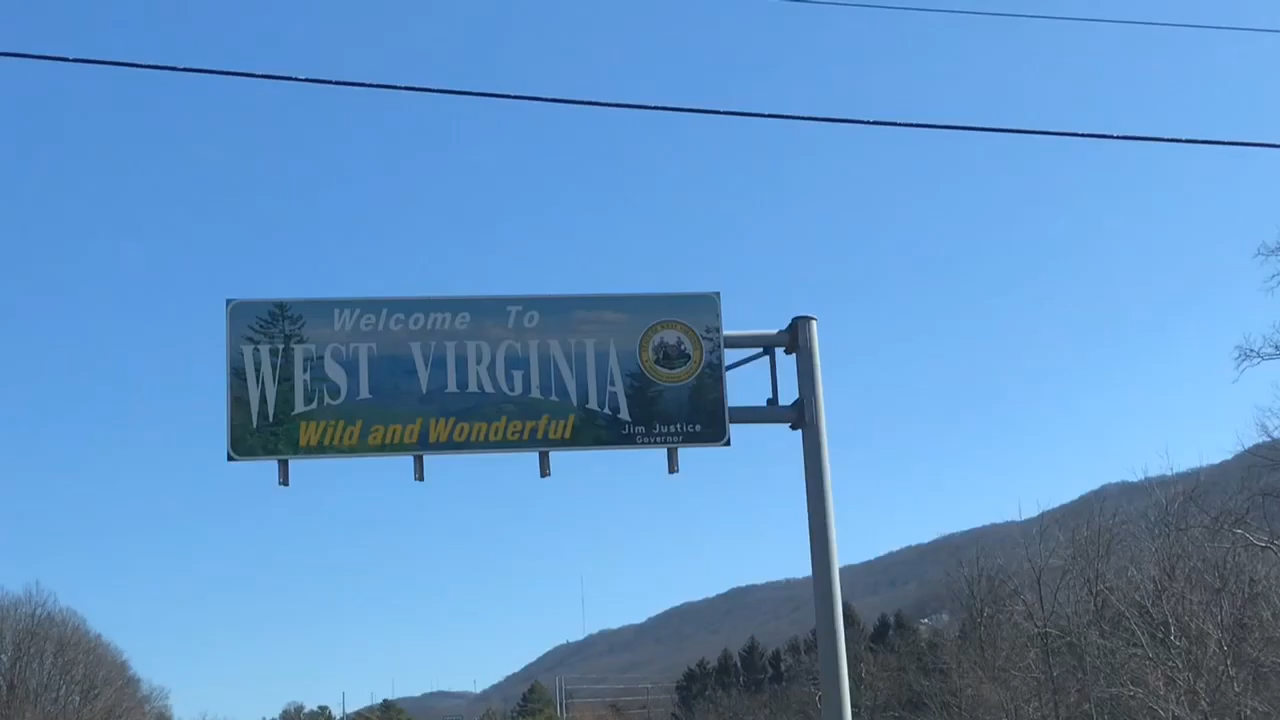 Welcome To
WEST VIRGINIA
Wild and Wonderful
Jim Justice
Governor